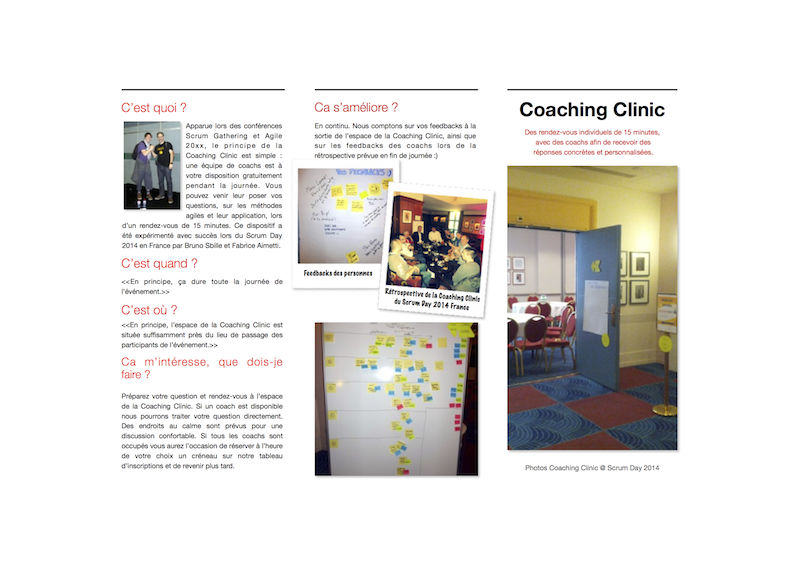 C'est quoi ?
Apparue lors des conférences
Scrum Gathering et Agile
20xx, le principe de la
Coaching Clinic est simple :
une équipe de coachs est à
votre disposition gratuitement
pendant la journée. Vous
pouvez venir leur poser vos
questions, sur les méthodes
agiles et leur application, lors
d'un rendez-vous de 15 minutes. Ce dispositif a
été expérimenté avec succès lors du Scrum Day
2014 en France par Bruno Sbille et Fabrice Aimetti.
C'est quand ?
<<En principe, ça dure toute la journée de
l'événement.>>
C'est où ?
<<En principe, l'espace de la Coaching Clinic est
située suffisamment près du lieu de passage des
participants de l'événement.>>
Ca m'intéresse, que dois-je
faire ?
Préparez votre question et rendez-vous à l'espace
de la Coaching Clinic. Si un coach est disponible
nous pourrons traiter votre question directement.
Des endroits au calme sont prévus pour une
discussion confortable. Si tous les coachs sont
occupés vous aurez l'occasion de réserver à l'heure
de votre choix un créneau sur notre tableau
d'inscriptions et de revenir plus tard.
Ca s'améliore ?
En continu. Nous comptons sur vos feedbacks à la
sortie de l'espace de la Coaching Clinic, ainsi que
sur les feedbacks des coachs lors de la
rétrospective prévue en fin de journée :)
Vos FEEDBACKS :)
Feedbacks des personnes
Rétrospective de la Coaching Clinic
du Scrum Day 2014 France
Coaching Clinic
Des rendez-vous individuels de 15 minutes,
avec des coachs afin de recevoir des
réponses concrètes et personnalisées.
Photos Coaching Clinic @ Scrum Day 2014